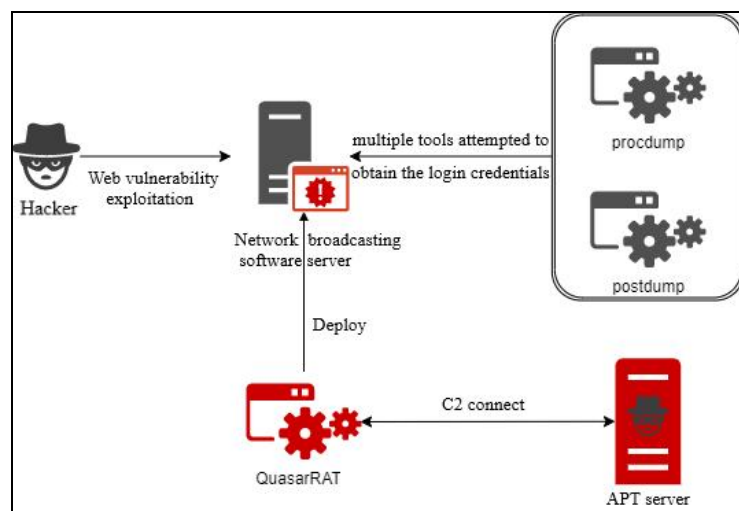 procdump
multiple tools attempted to
obtain the login credentials
Web vulnerability
exploitation
Hacker
Network broadcasting
software server
postdump
Deploy
C2 connect
QuasarRAT
APT server